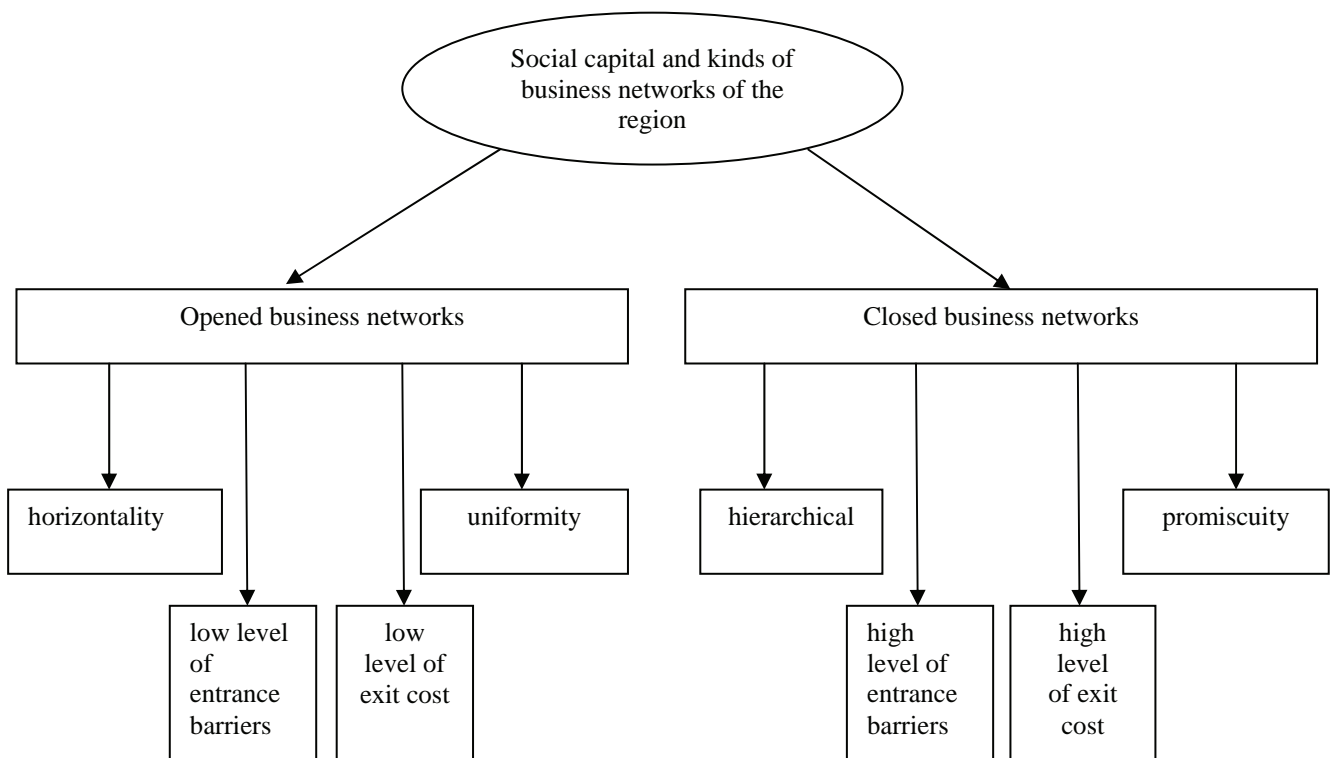 Social capital and kinds of
business networks of the
region
Opened business networks
Closed business networks
horizontality
uniformity
hierarchical
promiscuity
low level
of
entrance
barriers
low
level of
exit cost
high
level of
entrance
barriers
high
level
of exit
cost